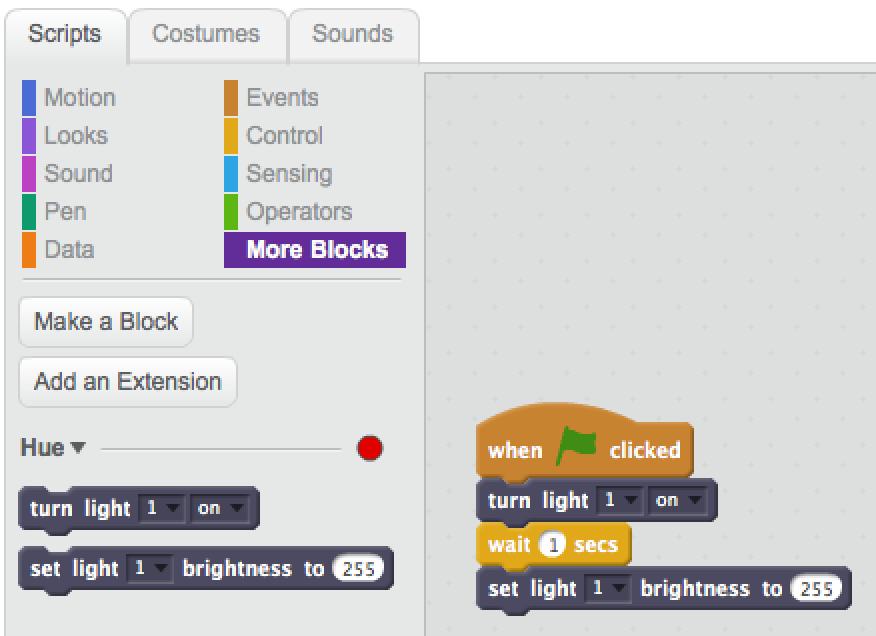 Scripts Costumes Sounds
Motion Events
Looks Control
Sound Sensing
Pen Operators
Data More Blocks
Make a Block
Add an Extension
Hue
turn light 1 on
set light 1 brightness to 255
when clicked
turn light 1 on
wait 1 secs
set light 1 brightness to 255